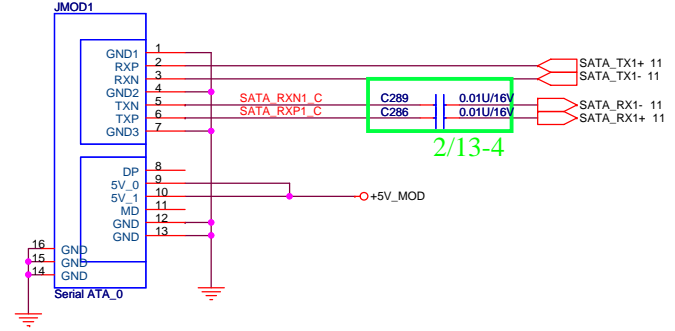 JMOD1
GND1 1
RXP 2 SATA_TX1+ 11
RXN 3 SATA_TX1- 11
GND2 4
TXN 5 SATA_RXN1_C C289 0.01U/16V SATA_RX1- 11
TXP 6 SATA_RXP1_C C286 0.01U/16V SATA_RX1+ 11
GND3 7
2/13-4
DP 8
5V_0 9
5V_1 10 +5V_MOD
MD 11
GND 12
GND 13
16 GND
15 GND
14 GND
Serial ATA_0